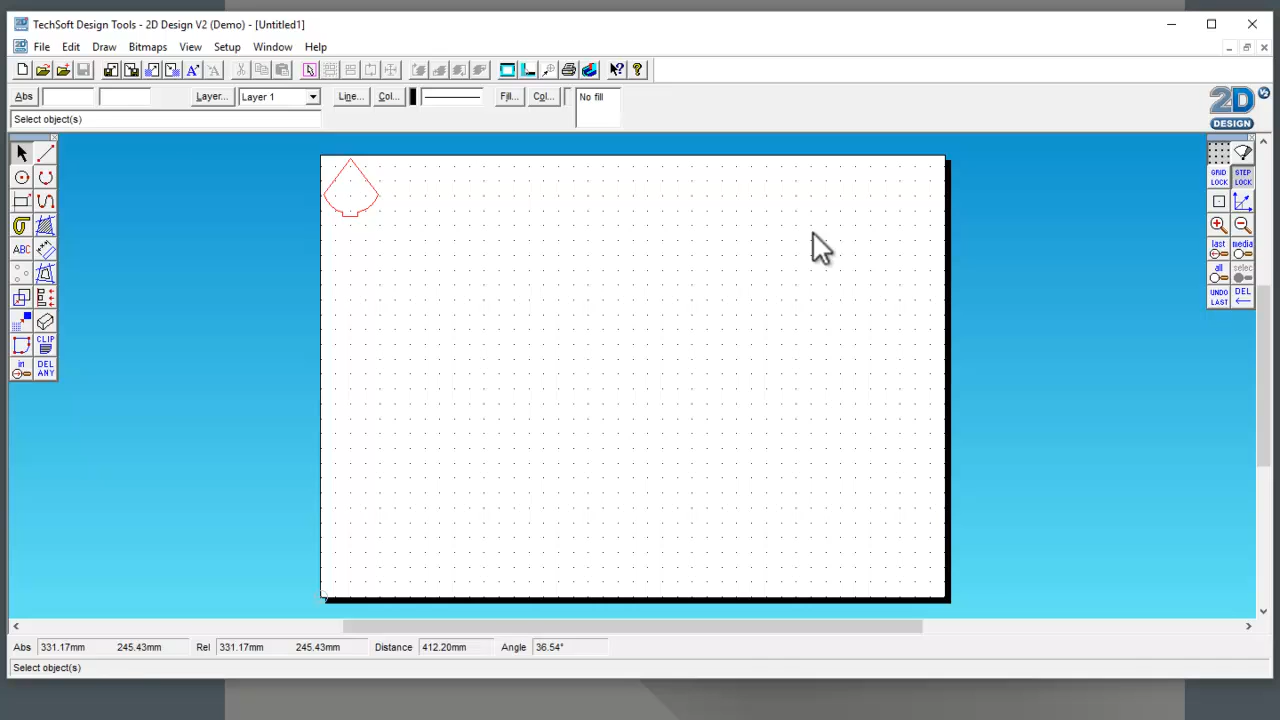 TechSoft Design Tools - 2D Design V2 (Demo) - [Untitled1]
File Edit Draw Bitmaps View Setup Window Help
Abs Layer... Layer 1 Line... Col... Fill... Col... No fill
2D V2
DESIGN
Select object(s)
GRID LOCK STEP LOCK
ABC
last media
all selec
CLIP
UNDO LAST DEL
in DEL ANY
Abs 331.17mm 245.43mm Rel 331.17mm 245.43mm Distance 412.20mm Angle 36.54°
Select object(s)